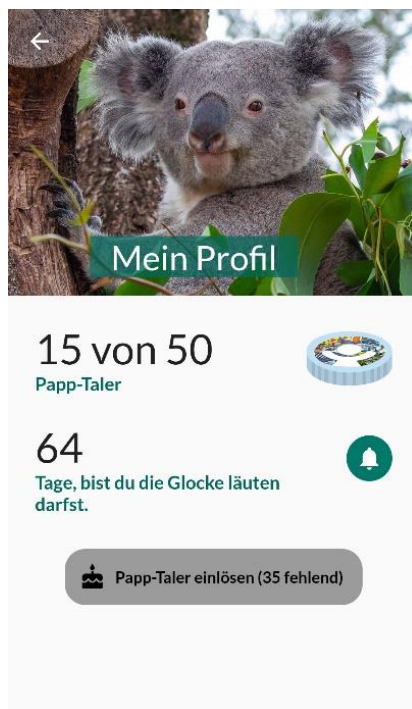 Mein Profil
15 von 50
Papp-Taler
64
Tage, bist du die Glocke läuten
darfst.
Papp-Taler einlösen (35 fehlend)